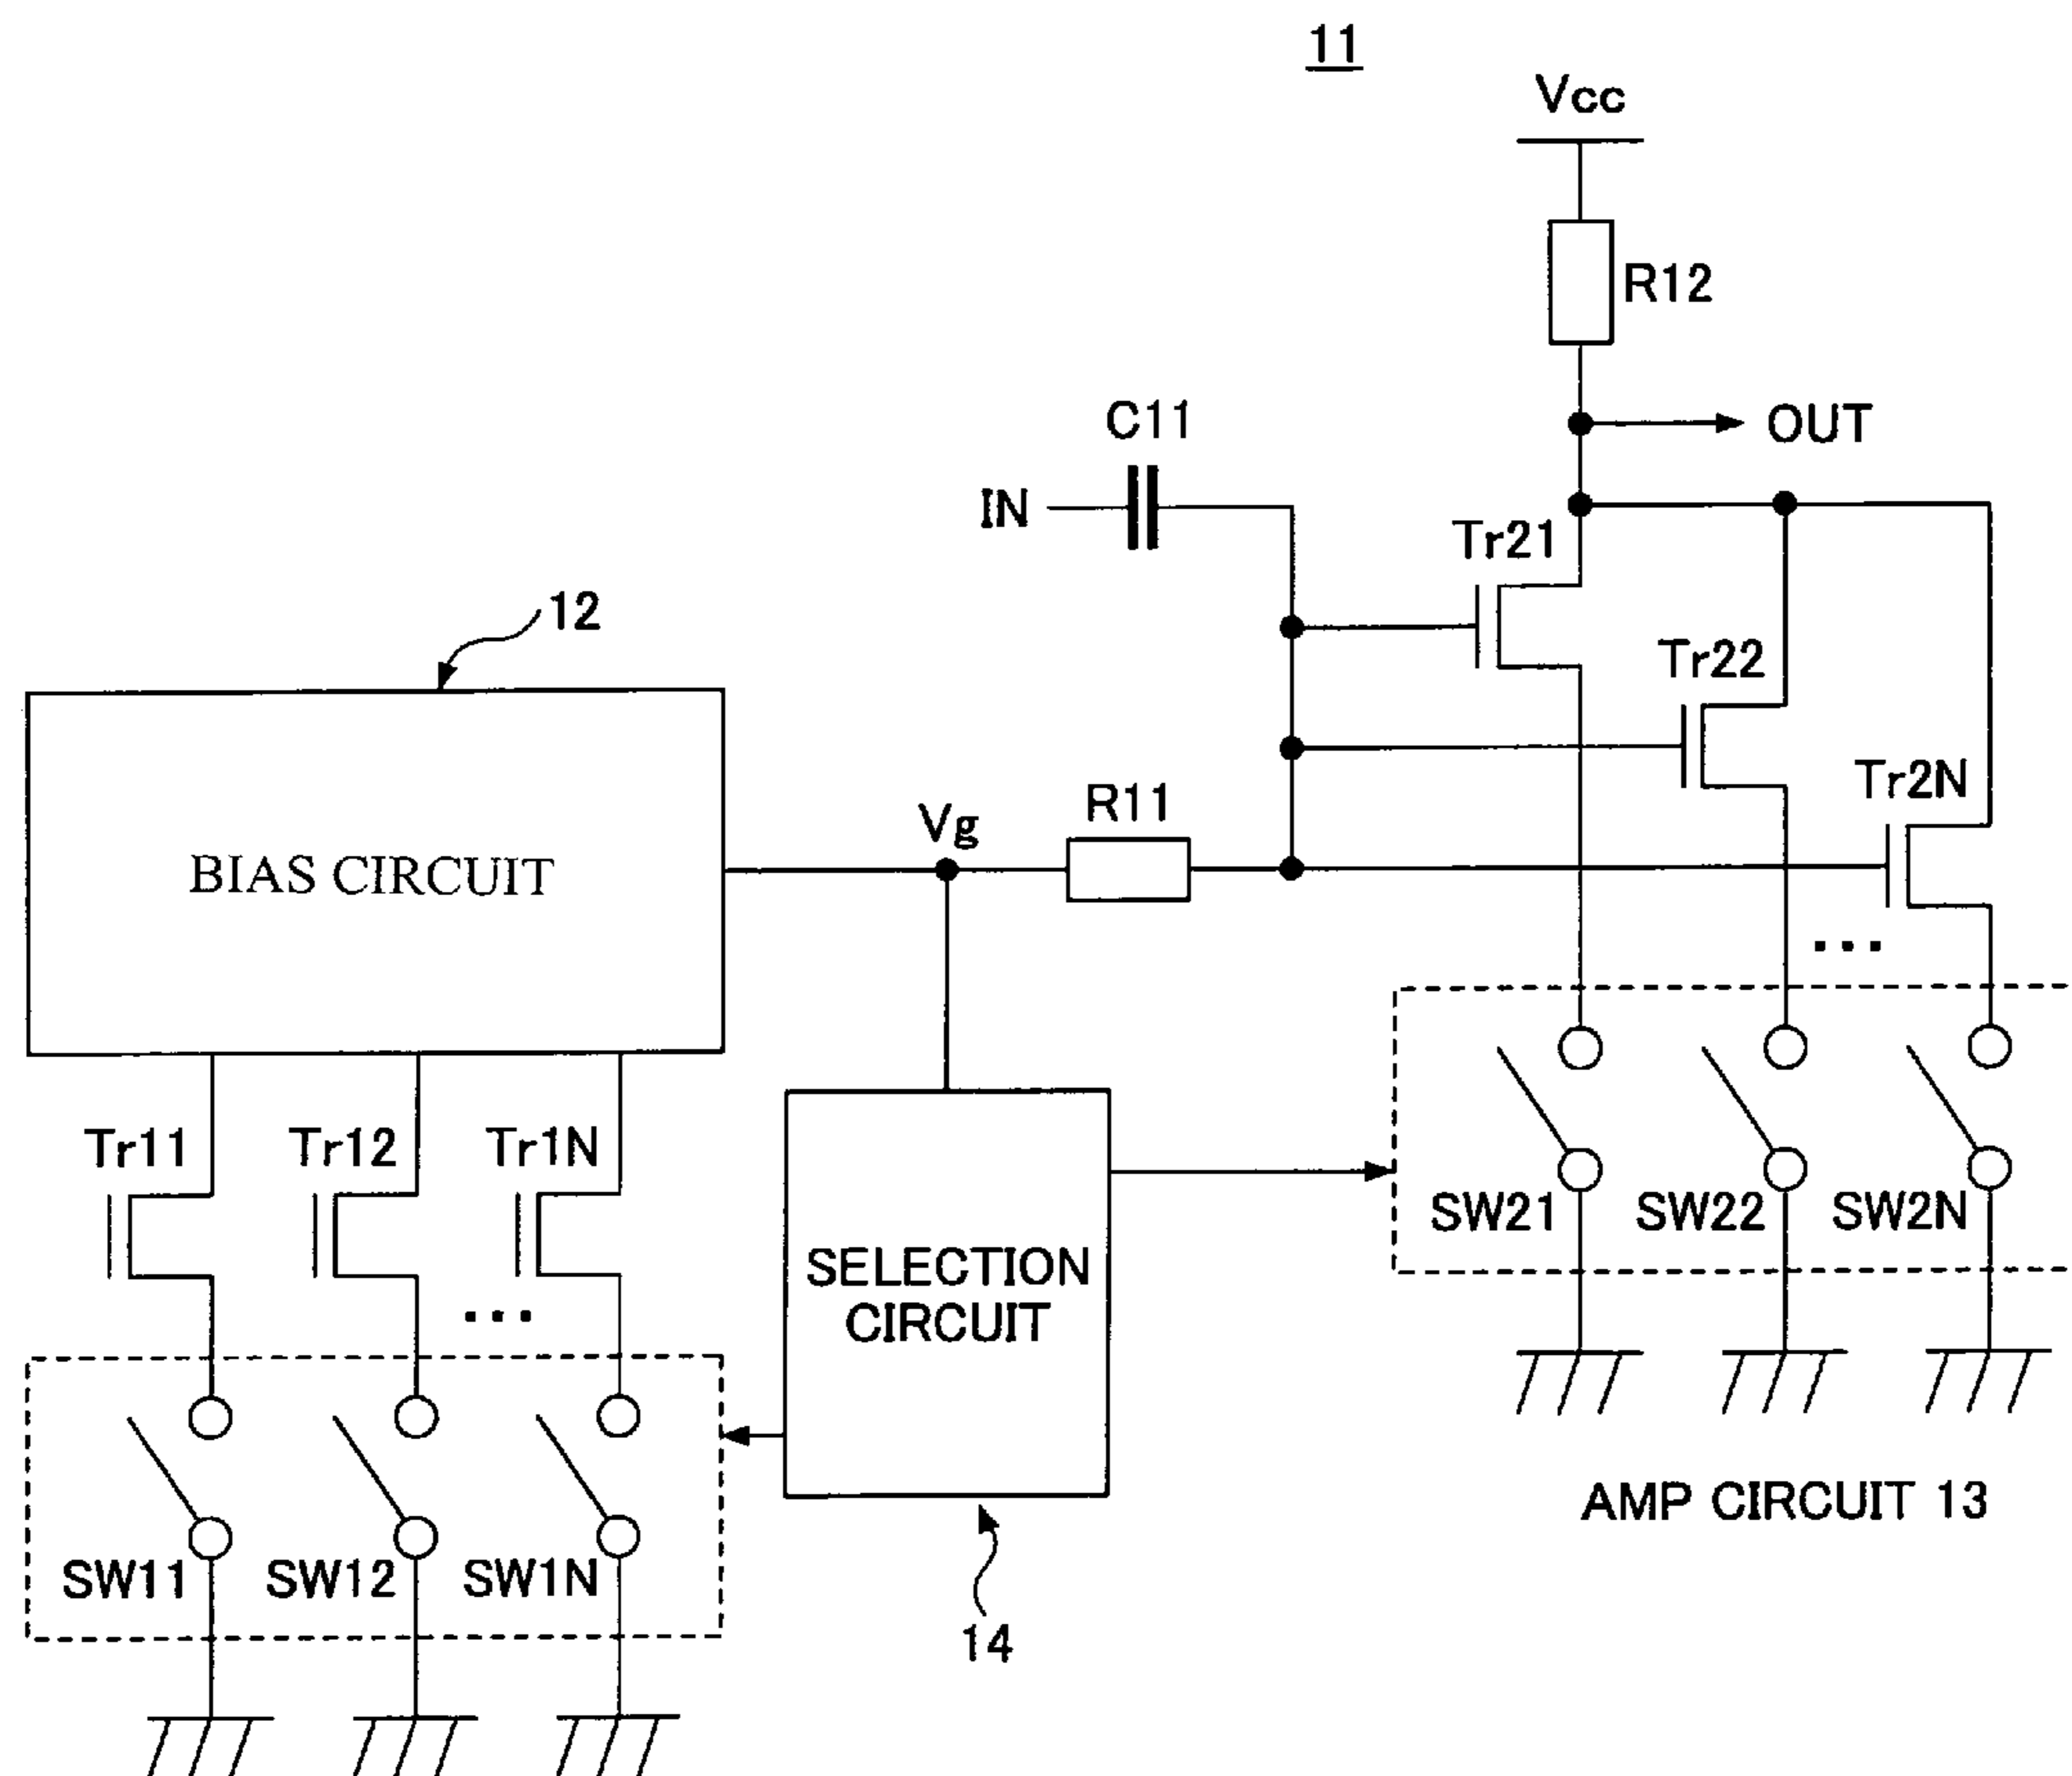 11
Vcc
R12
C11
OUT
IN
Tr21
12
Tr22
Tr2N
R11
Vg
BIAS CIRCUIT
...
Tr11
Tr12
Tr1N
SW21
SW22
SW2N
SELECTION
CIRCUIT
...
AMP CIRCUIT 13
SW11
SW12
SW1N
14